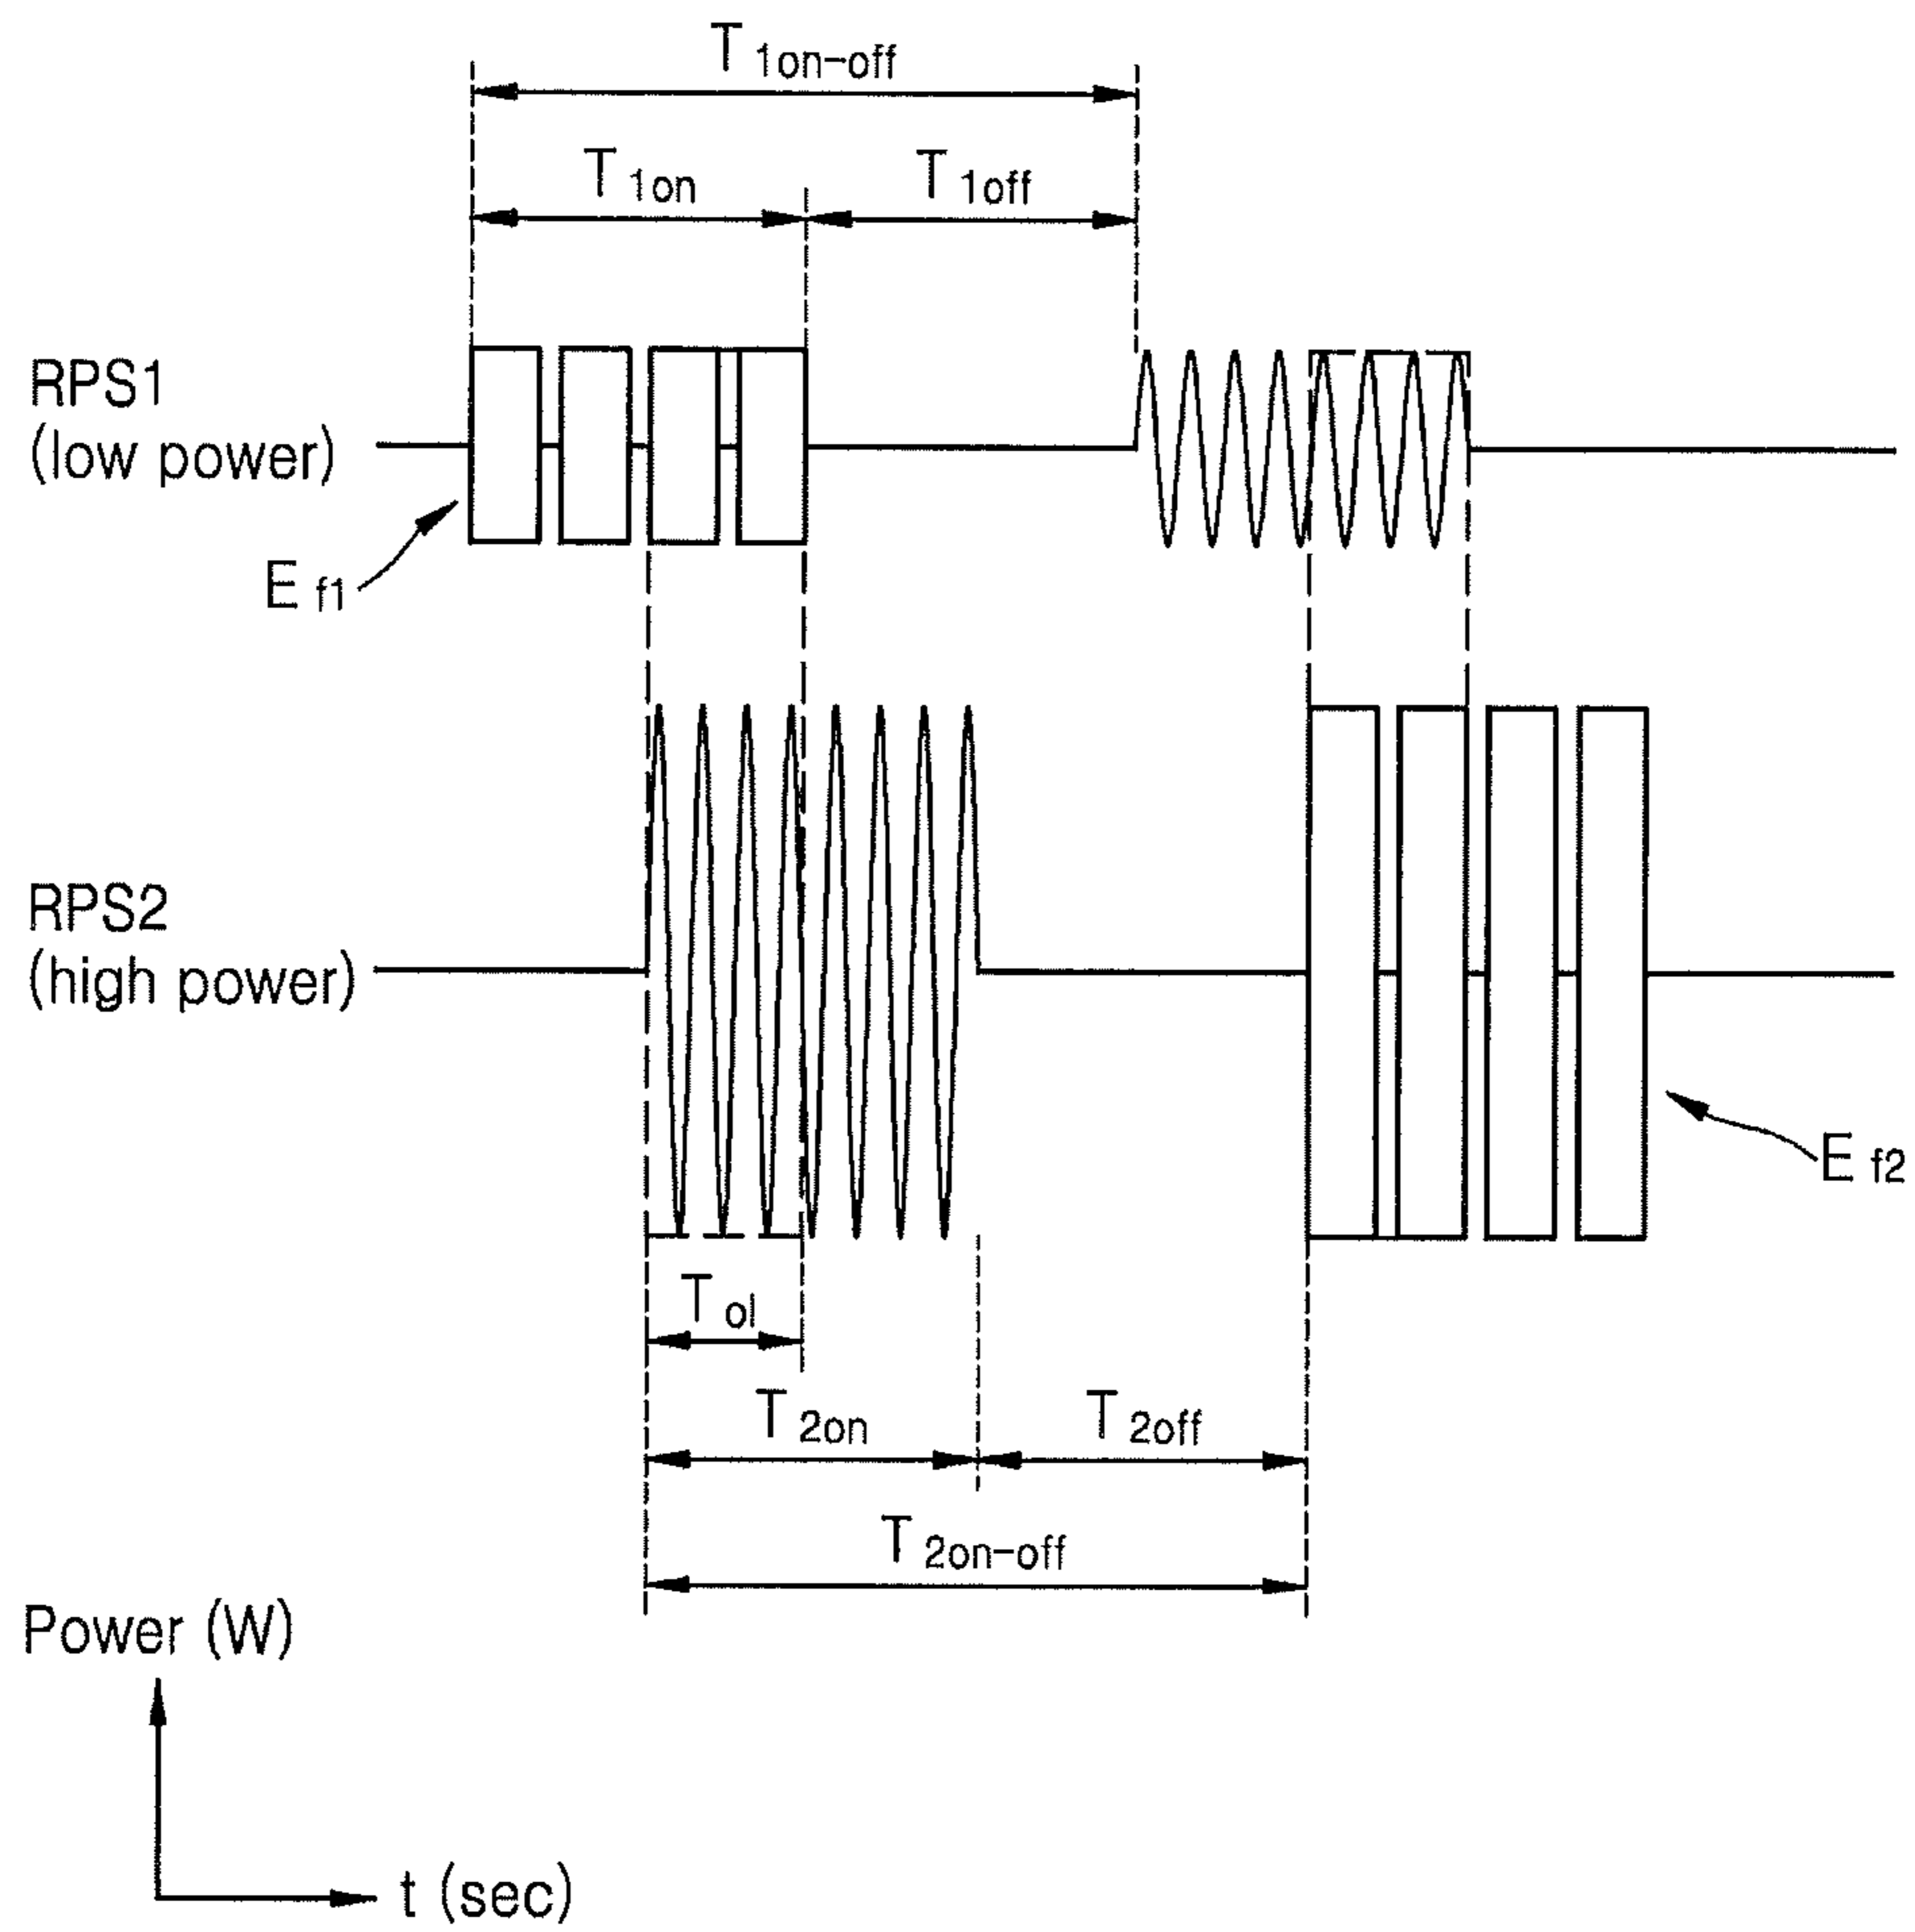 T 1on-off
T 1on
T 1off
RPS1
(low power)
E f1
RPS2
(high power)
E f2
T ol
T 2on
T 2off
T 2on-off
Power (W)
t (sec)